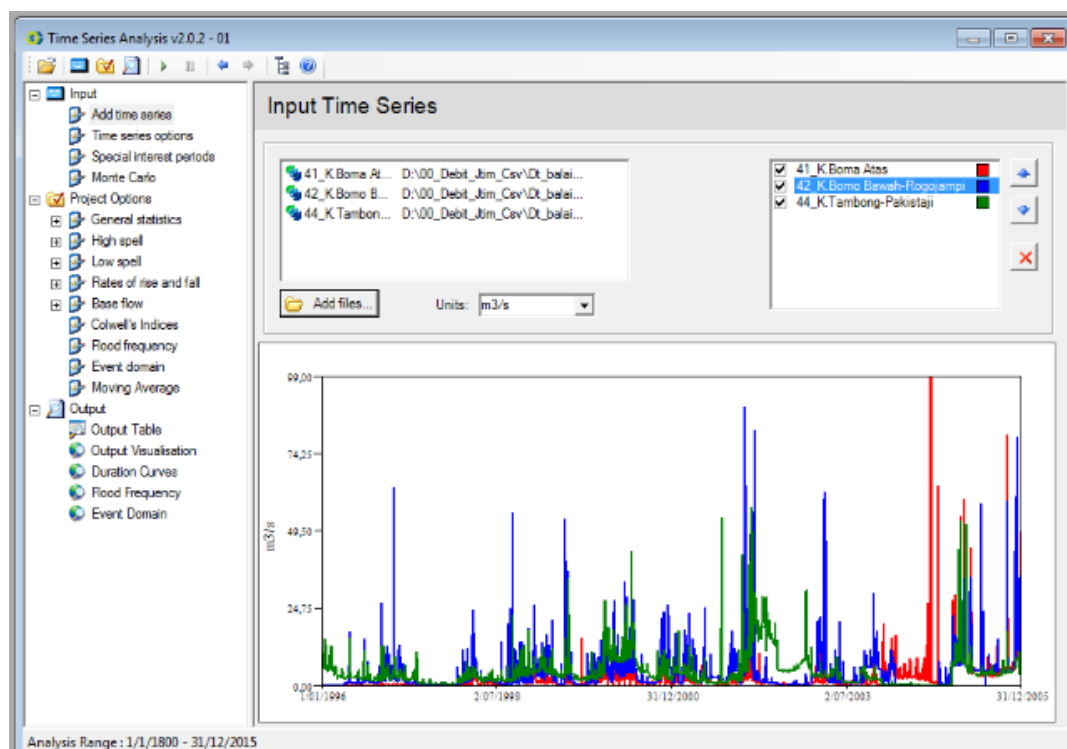 Time Series Analysis v2.0.2 - 01
Input
Add time series
Time series options
Special interest periods
Monte Carlo
Project Options
General statistics
High spell
Low spell
Rates of rise and fall
Base flow
Colwell's Indices
Flood frequency
Event domain
Moving Average
Output
Output Table
Output Visualisation
Duration Curves
Flood Frequency
Event Domain
Input Time Series
41_K.Boma At... D:\00_Debit_Jtim_Csv\Dt_balai...
42_K.Bomo B... D:\00_Debit_Jtim_Csv\Dt_balai...
44_K.Tambon... D:\00_Debit_Jtim_Csv\Dt_balai...
Add files...
Units: m3/s
41_K.Boma Atas
42_K.Bomo Bawah-Rogojampi
44_K.Tambong-Pakistaji
99,00
74,25
49,50
24,75
0,00
m3/s
1/01/1996
2/07/1998
31/12/2000
2/07/2003
31/12/2005
Analysis Range : 1/1/1800 - 31/12/2015